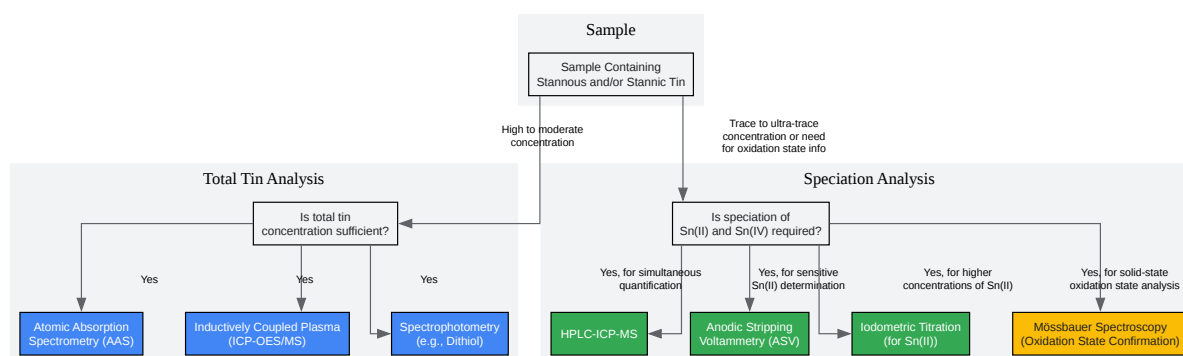 Sample
Sample Containing
Stannous and/or Stannic Tin
High to moderate
concentration
Trace to ultra-trace
concentration or need
for oxidation state info
Total Tin Analysis
Speciation Analysis
Is total tin
concentration sufficient?
Is speciation of
Sn(II) and Sn(IV) required?
Yes
Yes
Yes
Yes, for simultaneous
quantification
Yes, for sensitive
Sn(II) determination
Yes, for higher
concentrations of Sn(II)
Yes, for solid-state
oxidation state analysis
Atomic Absorption
Spectrometry (AAS)
Inductively Coupled Plasma
(ICP-OES/MS)
Spectrophotometry
(e.g., Dithiol)
HPLC-ICP-MS
Anodic Stripping
Voltammetry (ASV)
Iodometric Titration
(for Sn(II))
Mössbauer Spectroscopy
(Oxidation State Confirmation)